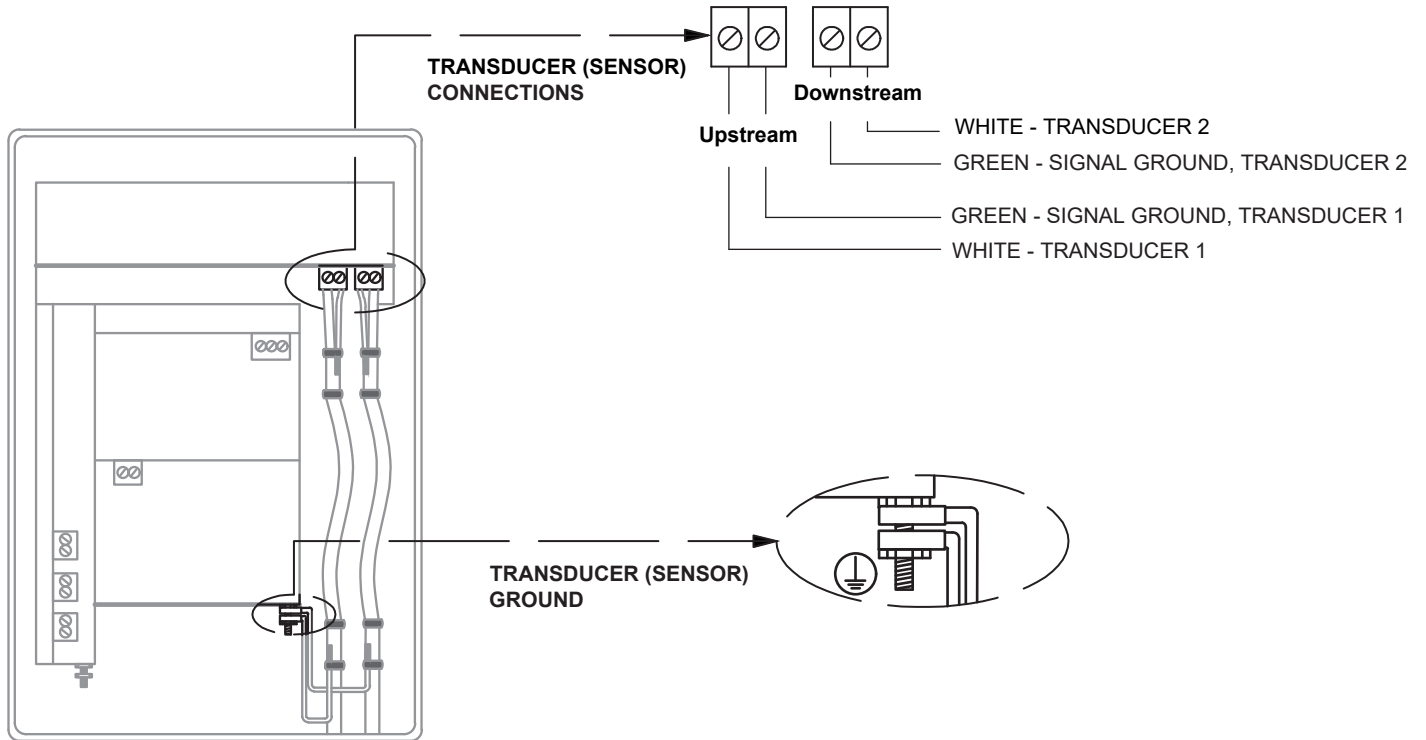 TRANSDUCER (SENSOR)
CONNECTIONS
Downstream
Upstream
WHITE - TRANSDUCER 2
GREEN - SIGNAL GROUND, TRANSDUCER 2
GREEN - SIGNAL GROUND, TRANSDUCER 1
WHITE - TRANSDUCER 1
TRANSDUCER (SENSOR)
GROUND